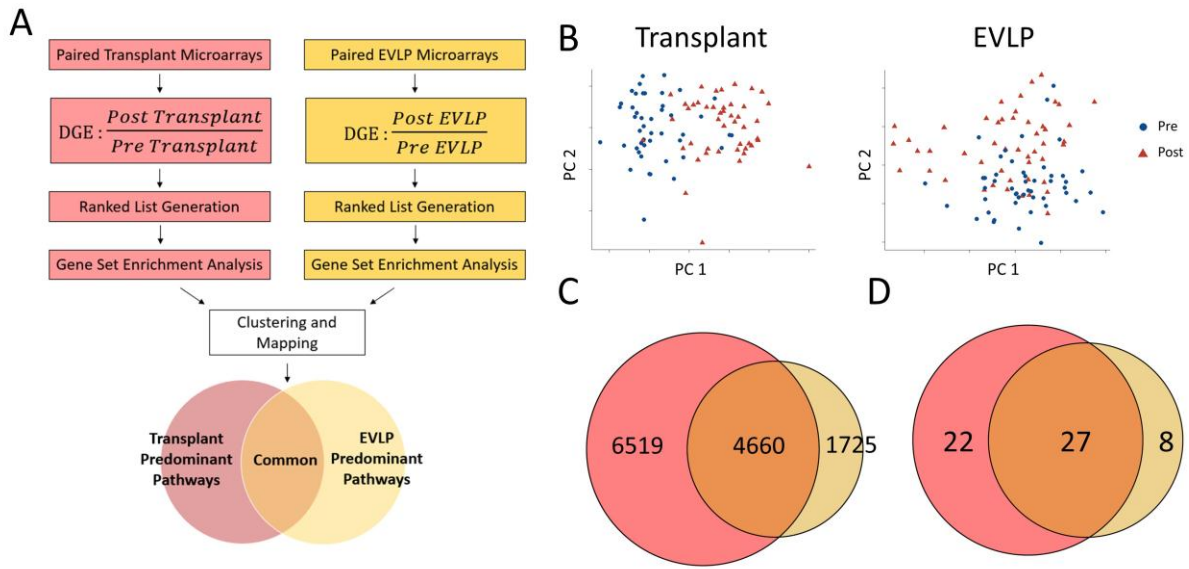 A
Paired Transplant Microarrays
Paired EVLP Microarrays
DGE : Post Transplant
Pre Transplant
DGE : Post EVLP
Pre EVLP
Ranked List Generation
Ranked List Generation
Gene Set Enrichment Analysis
Gene Set Enrichment Analysis
Clustering and
Mapping
Transplant
Predominant
Pathways
Common
EVLP
Predominant
Pathways
B
Transplant
EVLP
PC 2
PC 1
PC 2
PC 1
Pre
Post
C
6519
4660
1725
D
22
27
8